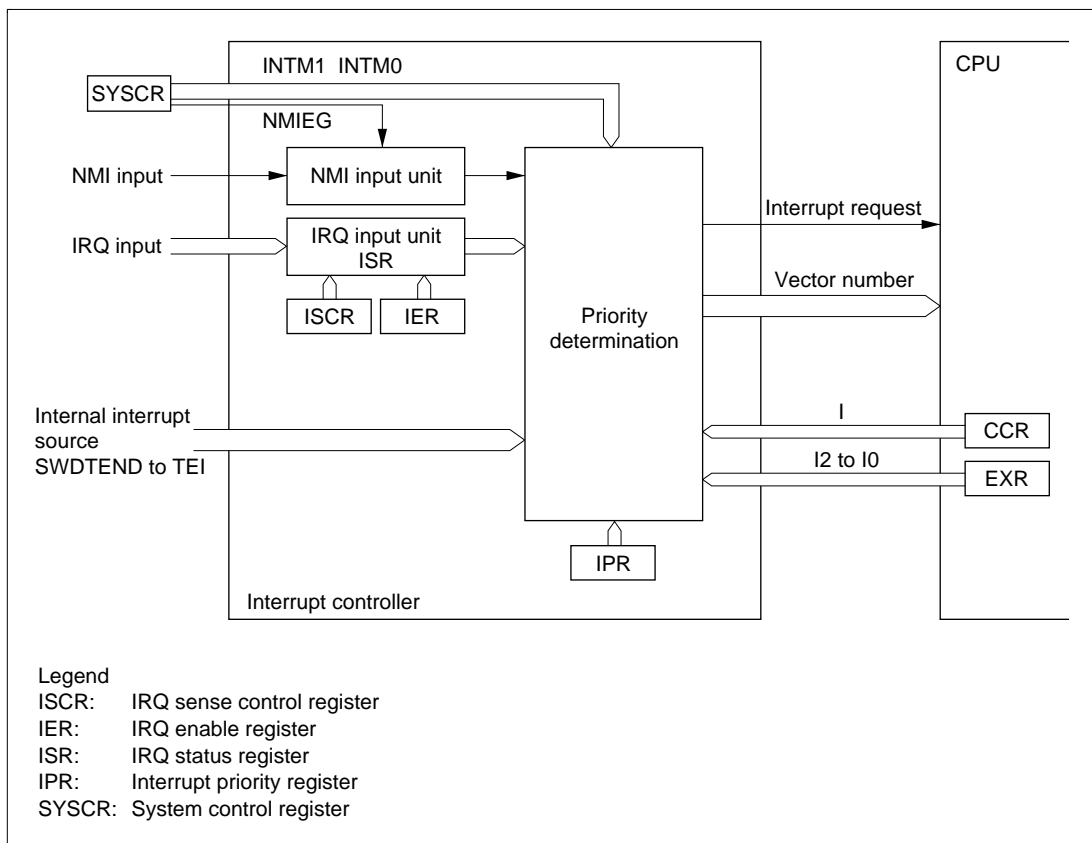 INTM1 INTM0
CPU
SYSCR
NMIEG
NMI input
NMI input unit
Interrupt request
IRQ input
IRQ input unit
ISR
Vector number
ISCR
IER
Priority
determination
Internal interrupt
source
SWDTEND to TEI
I
CCR
I2 to I0
EXR
IPR
Interrupt controller
Legend
ISCR: IRQ sense control register
IER: IRQ enable register
ISR: IRQ status register
IPR: Interrupt priority register
SYSCR: System control register